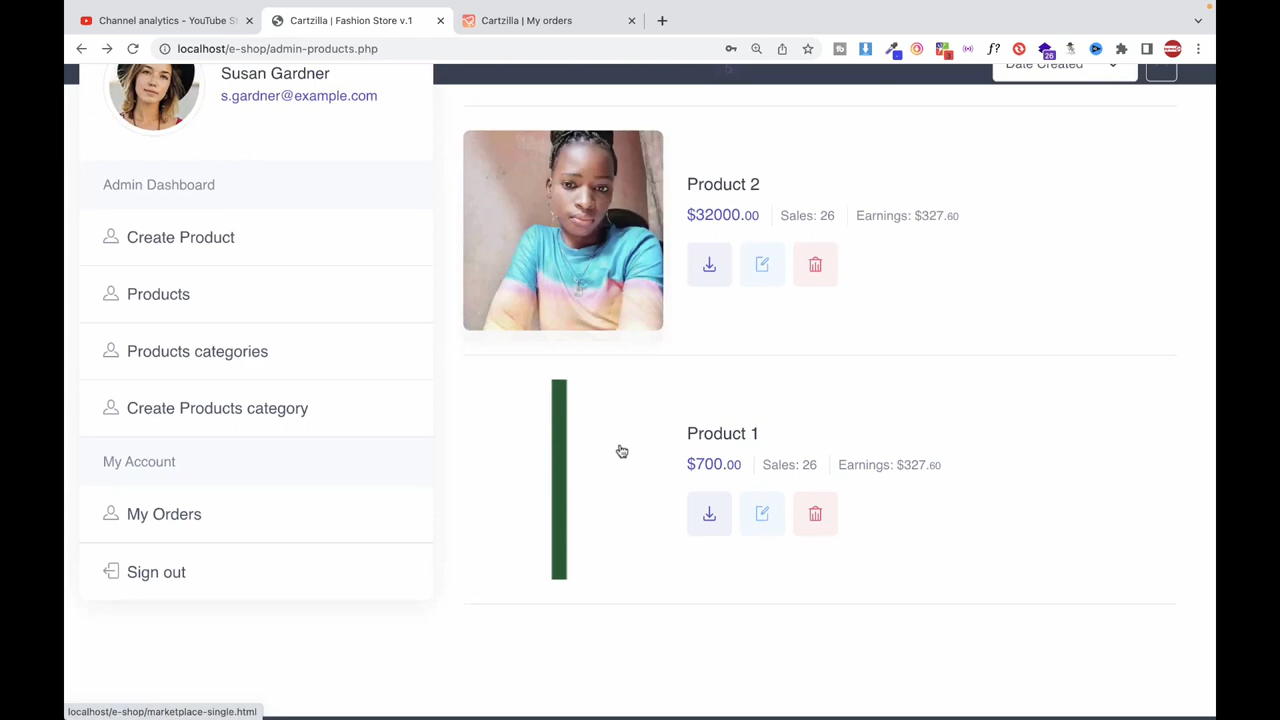 Channel analytics - YouTube S
Cartzilla | Fashion Store v.1
Cartzilla | My orders
localhost/e-shop/admin-products.php
f?
26
Susan Gardner
s.gardner@example.com
Date Created
Admin Dashboard
Create Product
Products
Products categories
Create Products category
My Account
My Orders
Sign out
Product 2
$32000.00 Sales: 26 Earnings: $327.60
Product 1
$700.00 Sales: 26 Earnings: $327.60
localhost/e-shop/marketplace-single.html